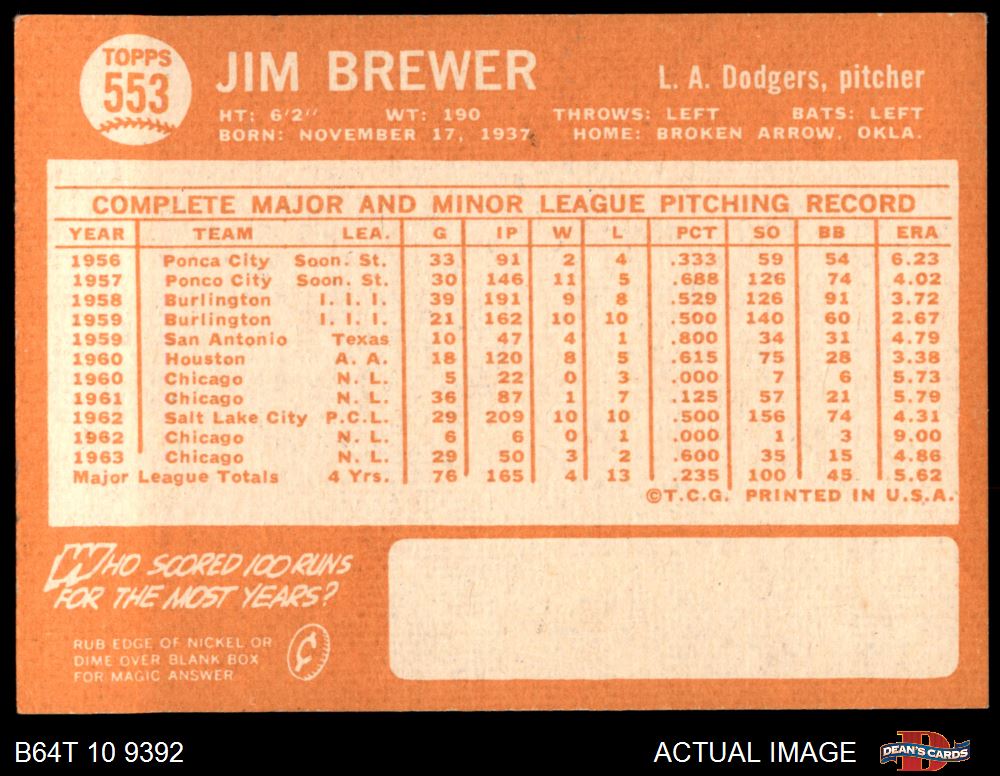 TOPPS
553
JIM BREWER
L. A. Dodgers, pitcher
HT: 6'2" WT: 190 THROWS: LEFT BATS: LEFT
BORN: NOVEMBER 17, 1937 HOME: BROKEN ARROW, OKLA.
COMPLETE MAJOR AND MINOR LEAGUE PITCHING RECORD
YEAR TEAM LEA. G IP W L PCT SO BB ERA
1956 Ponca City Soon. St. 33 91 2 4 .333 59 54 6.23
1957 Ponco City Soon. St. 30 146 11 5 .688 126 74 4.02
1958 Burlington I. I. I. 39 191 9 8 .529 126 91 3.72
1959 Burlington I. I. I. 21 162 10 10 .500 140 60 2.67
1959 San Antonio Texas 10 47 4 1 .800 34 31 4.79
1960 Houston A. A. 18 120 8 5 .615 75 28 3.38
1960 Chicago N. L. 5 22 0 3 .000 7 6 5.73
1961 Chicago N. L. 36 87 1 7 .125 57 21 5.79
1962 Salt Lake City P.C.L. 29 209 10 10 .500 156 74 4.31
1962 Chicago N. L. 6 6 0 1 .000 1 3 9.00
1963 Chicago N. L. 29 50 3 2 .600 35 15 4.86
Major League Totals 4 Yrs. 76 165 4 13 .235 100 45 5.62
©T.C.G. PRINTED IN U.S.A.
WHO SCORED 100 RUNS
FOR THE MOST YEARS?
RUB EDGE OF NICKEL OR
DIME OVER BLANK BOX
FOR MAGIC ANSWER
B64T 10 9392
ACTUAL IMAGE
DEAN'S CARDS